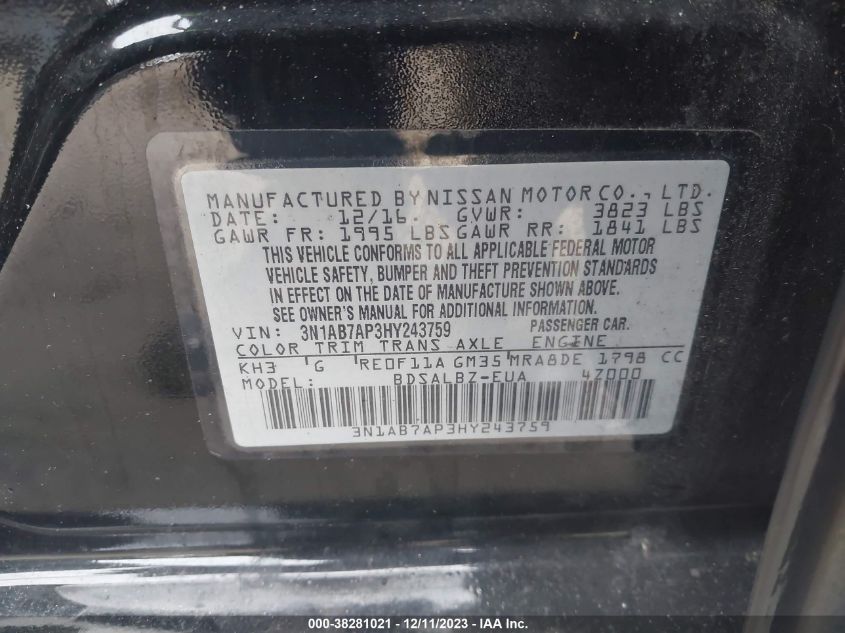 MANUFACTURED BY NISSAN MOTOR CO., LTD.
DATE: 12/16 GVWR: 3823 LBS
GAWR FR: 1995 LBS GAWR RR: 1841 LBS
THIS VEHICLE CONFORMS TO ALL APPLICABLE FEDERAL MOTOR
VEHICLE SAFETY, BUMPER AND THEFT PREVENTION STANDARDS
IN EFFECT ON THE DATE OF MANUFACTURE SHOWN ABOVE.
SEE OWNER'S MANUAL FOR ADDITIONAL INFORMATION.
VIN: 3N1AB7AP3HY243759 PASSENGER CAR.
COLOR TRIM TRANS AXLE ENGINE
KH3 G RE0F11A GM35 MRA8DE 1798 CC
MODEL: BDSALBZ-EUA 4Z000
3N1AB7AP3HY243759
000-38281021 - 12/11/2023 - IAA Inc.